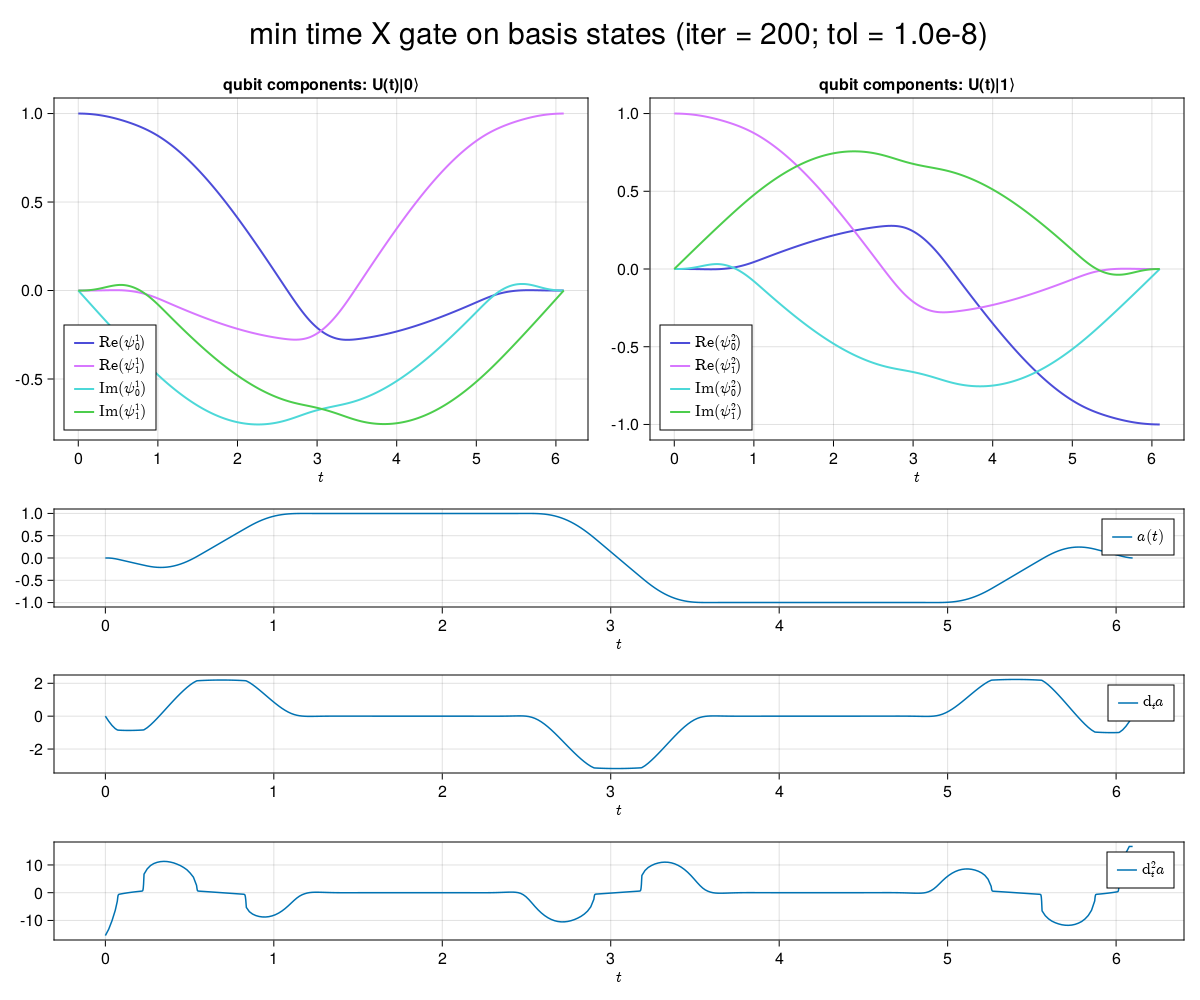 min time X gate on basis states (iter = 200; tol = 1.0e-8)
qubit components: U(t)|0⟩
1.0
0.5
0.0
-0.5
Re(ψ₀¹)
Re(ψ₁¹)
Im(ψ₀¹)
Im(ψ₁¹)
0 1 2 3 4 5 6
t
qubit components: U(t)|1⟩
1.0
0.5
0.0
-0.5
-1.0
Re(ψ₀²)
Re(ψ₁²)
Im(ψ₀²)
Im(ψ₁²)
0 1 2 3 4 5 6
t
1.0
0.5
0.0
-0.5
-1.0
a(t)
0 1 2 3 4 5 6
t
2
0
-2
dₜa
0 1 2 3 4 5 6
t
10
0
-10
dₜ²a
0 1 2 3 4 5 6
t